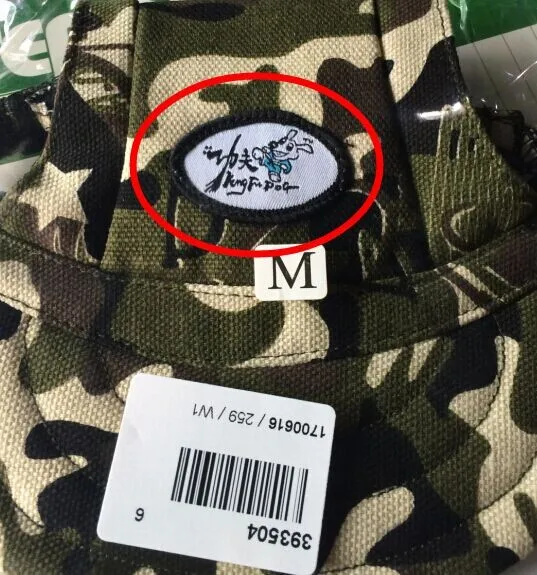 功夫
Kung Fu DOG
M
1700616 / 259 / W1
6
393504